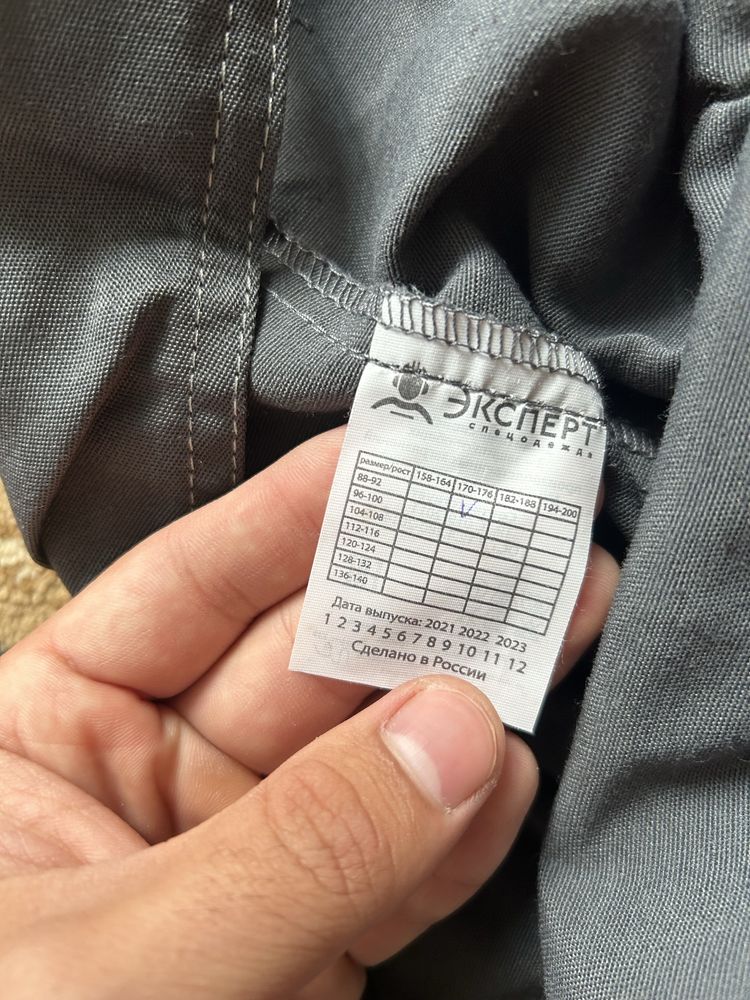 ЭКСПЕРТ
спецодежда
размер/рост 158-164 170-176 182-188 194-200
88-92
96-100
104-108
112-116
120-124
128-132
136-140
Дата выпуска: 2021 2022 2023
1 2 3 4 5 6 7 8 9 10 11 12
Сделано в России